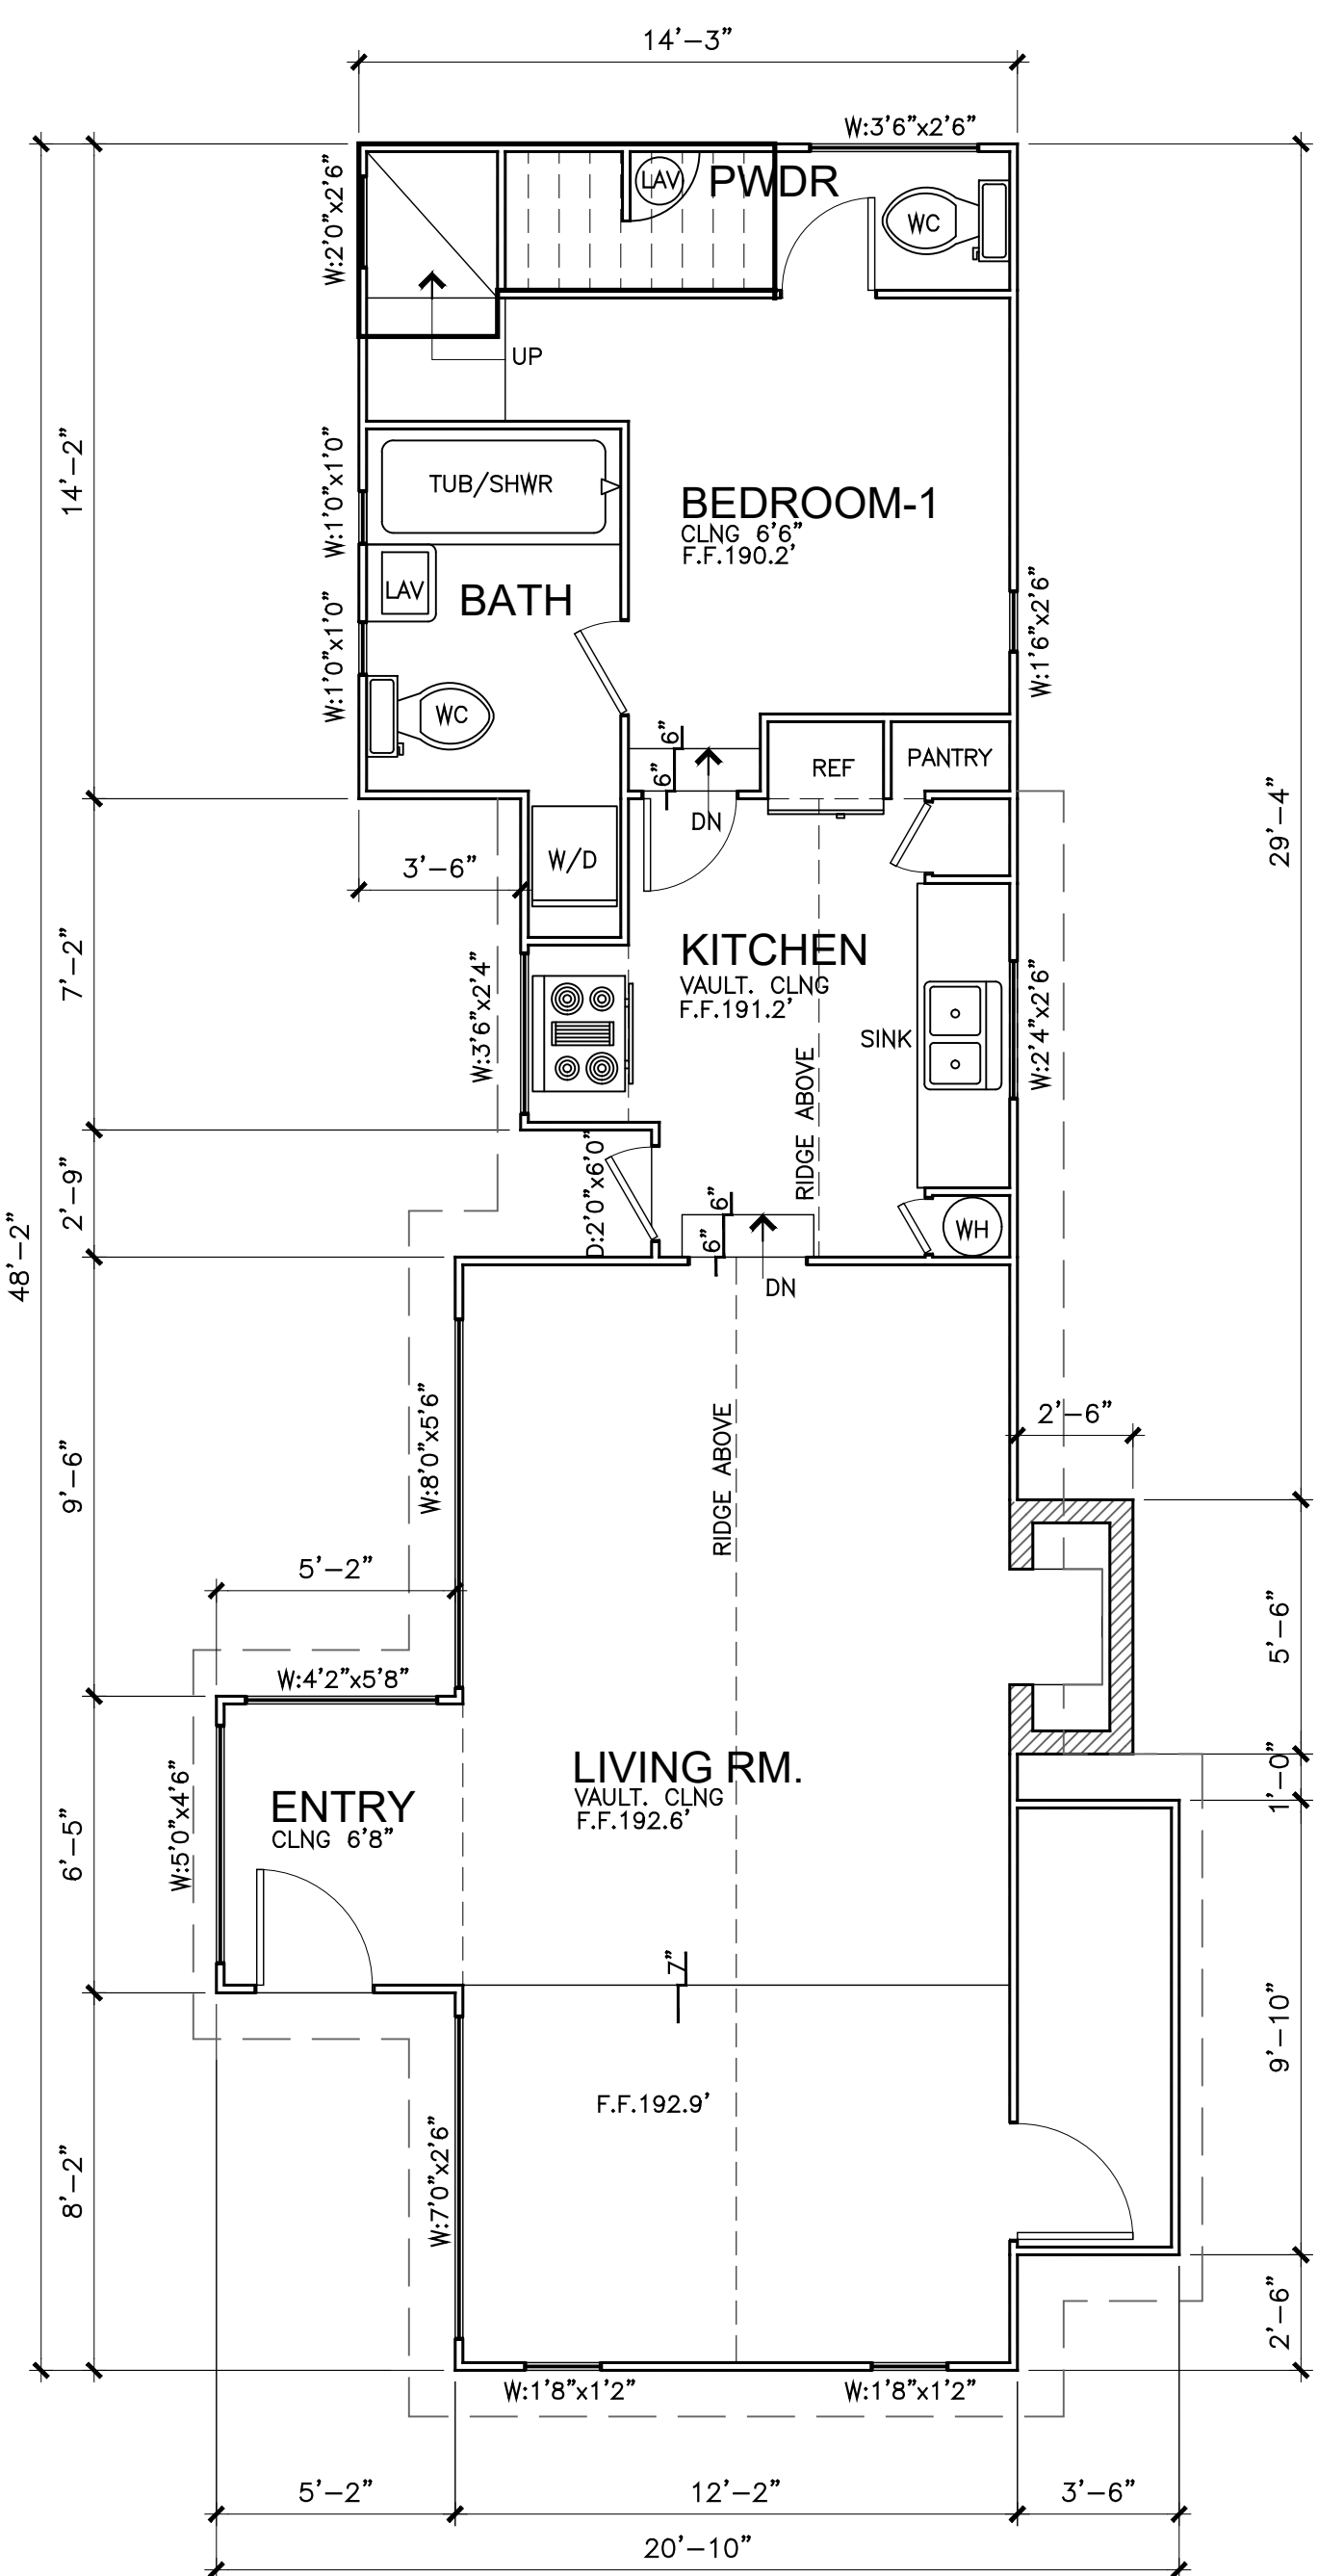 14'-3"
W:3'6"x2'6"
W:2'0"x2'6"
LAV
PWDR
WC
UP
14'-2"
W:1'0"x1'0"
TUB/SHWR
BEDROOM-1
CLNG 6'6"
F.F.190.2'
LAV
BATH
W:1'0"x1'0"
W:1'6"x2'6"
WC
6"
6"
REF
PANTRY
DN
29'-4"
3'-6"
W/D
7'-2"
KITCHEN
VAULT. CLNG
F.F.191.2'
W:3'6"x2'4"
SINK
W:2'4"x2'6"
RIDGE ABOVE
2'-9"
D:2'0"x6'0"
6"
6"
WH
48'-2"
DN
W:8'0"x5'6"
RIDGE ABOVE
2'-6"
9'-6"
5'-2"
5'-6"
W:4'2"x5'8"
LIVING RM.
VAULT. CLNG
F.F.192.6'
1'-0"
ENTRY
CLNG 6'8"
W:5'0"x4'6"
6'-5"
7"
9'-10"
F.F.192.9'
W:7'0"x2'6"
8'-2"
2'-6"
W:1'8"x1'2"
W:1'8"x1'2"
5'-2"
12'-2"
3'-6"
20'-10"